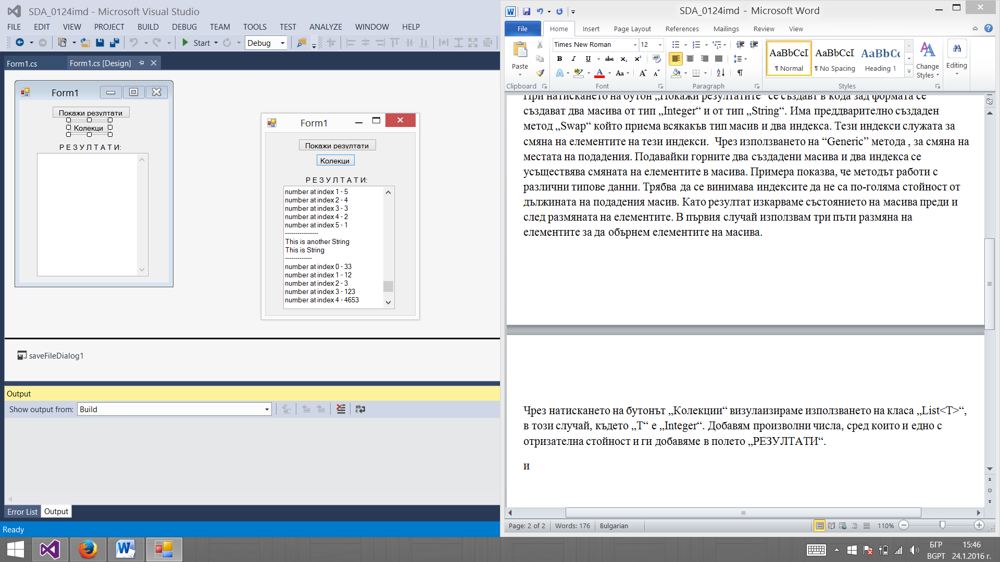 SDA_0124imd - Microsoft Visual Studio
FILE EDIT VIEW PROJECT BUILD DEBUG TEAM TOOLS TEST ANALYZE WINDOW HELP
Start Debug
Form1.cs Form1.cs [Design]
Form1
Покажи резултати
Колекци
Р Е З У Л Т А Т И:
Form1
Покажи резултати
Колекци
Р Е З У Л Т А Т И:
number at index 1 - 5
number at index 2 - 4
number at index 3 - 3
number at index 4 - 2
number at index 5 - 1
----------------
This is another String
This is String
-------------
number at index 0 - 33
number at index 1 - 12
number at index 2 - 3
number at index 3 - 123
number at index 4 - 4653
saveFileDialog1
Output
Show output from: Build
Error List Output
Ready
SDA_0124imd - Microsoft Word
File Home Insert Page Layout References Mailings Review View
Paste
Clipboard
Times New Roman 12
B I U abc x₂ x²
A ab A Aa A A
Font
Paragraph
AaBbCcI AaBbCcI AaBbCc
¶ Normal ¶ No Spacing Heading 1
Styles
Change Styles
Editing
При натискането на бутон „Покажи резултатите“ се създавт в кода зад формата се
създават два масива от тип „Integer“ и от тип „String“. Има преддварително създаден
метод „Swap“ който приема всякакъв тип масив и два индекса. Тези индекси служата за
смяна на елементите на тези индекси. Чрез използването на “Generic” метода , за смяна на
местата на подадения. Подавайки горните два създадени масива и два индекса се
усъществява смяната на елементите в масива. Примера показва, че методът работи с
различни типове данни. Трябва да се винимава индексите да не са по-голяма стойност от
дължината на подадения масив. Като резултат изкарваме състоянието на масива преди и
след размяната на елементите. В първия случай използвам три пъти размяна на
елементите за да обърнем елементите на масива.
Чрез натискането на бутонът „Колекции“ визулаизираме използването на класа „List<T>“,
в този случай, където „T“ е „Integer“. Добавям произволни числа, сред които и едно с
отризателна стойност и ги добавяме в полето „РЕЗУЛТАТИ“.
и
Page: 2 of 2 Words: 176 Bulgarian 110%
БГР 15:46
BGPT 24.1.2016 г.